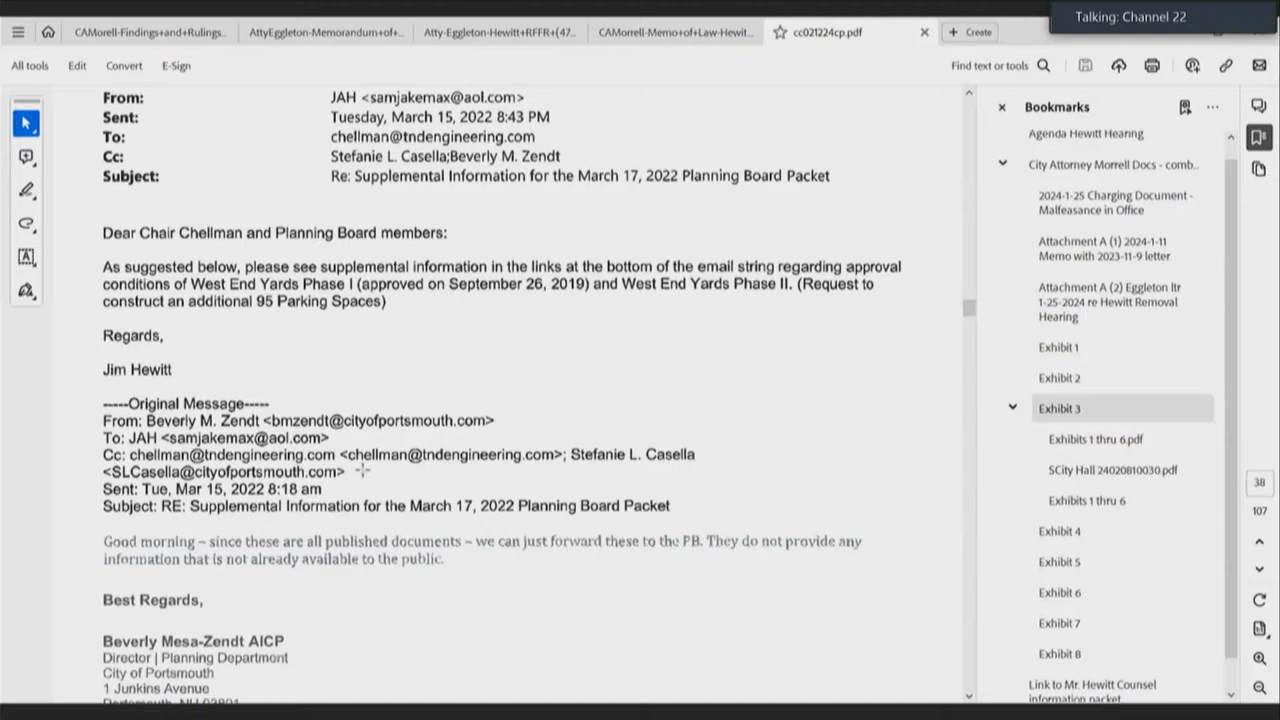 Talking: Channel 22
CAMorell-Findings+and+Rulings...
AttyEggleton-Memorandum+of+...
Atty-Eggleton-Hewitt+RFFR+(47...
CAMorrell-Memo+of+Law-Hewit...
cc021224cp.pdf
+ Create
All tools
Edit
Convert
E-Sign
Find text or tools
From: JAH <samjakemax@aol.com>
Sent: Tuesday, March 15, 2022 8:43 PM
To: chellman@tndengineering.com
Cc: Stefanie L. Casella;Beverly M. Zendt
Subject: Re: Supplemental Information for the March 17, 2022 Planning Board Packet
Dear Chair Chellman and Planning Board members:
As suggested below, please see supplemental information in the links at the bottom of the email string regarding approval
conditions of West End Yards Phase I (approved on September 26, 2019) and West End Yards Phase II. (Request to
construct an additional 95 Parking Spaces)
Regards,
Jim Hewitt
-----Original Message-----
From: Beverly M. Zendt <bmzendt@cityofportsmouth.com>
To: JAH <samjakemax@aol.com>
Cc: chellman@tndengineering.com <chellman@tndengineering.com>; Stefanie L. Casella
<SLCasella@cityofportsmouth.com>
Sent: Tue, Mar 15, 2022 8:18 am
Subject: RE: Supplemental Information for the March 17, 2022 Planning Board Packet
Good morning – since these are all published documents – we can just forward these to the PB. They do not provide any
information that is not already available to the public.
Best Regards,
Beverly Mesa-Zendt AICP
Director | Planning Department
City of Portsmouth
1 Junkins Avenue
Portsmouth, NH 03801
Bookmarks
Agenda Hewitt Hearing
City Attorney Morrell Docs - comb...
2024-1-25 Charging Document -
Malfeasance in Office
Attachment A (1) 2024-1-11
Memo with 2023-11-9 letter
Attachment A (2) Eggleton ltr
1-25-2024 re Hewitt Removal
Hearing
Exhibit 1
Exhibit 2
Exhibit 3
Exhibits 1 thru 6.pdf
SCity Hall 24020810030.pdf
Exhibits 1 thru 6
Exhibit 4
Exhibit 5
Exhibit 6
Exhibit 7
Exhibit 8
Link to Mr. Hewitt Counsel
information packet
38
107